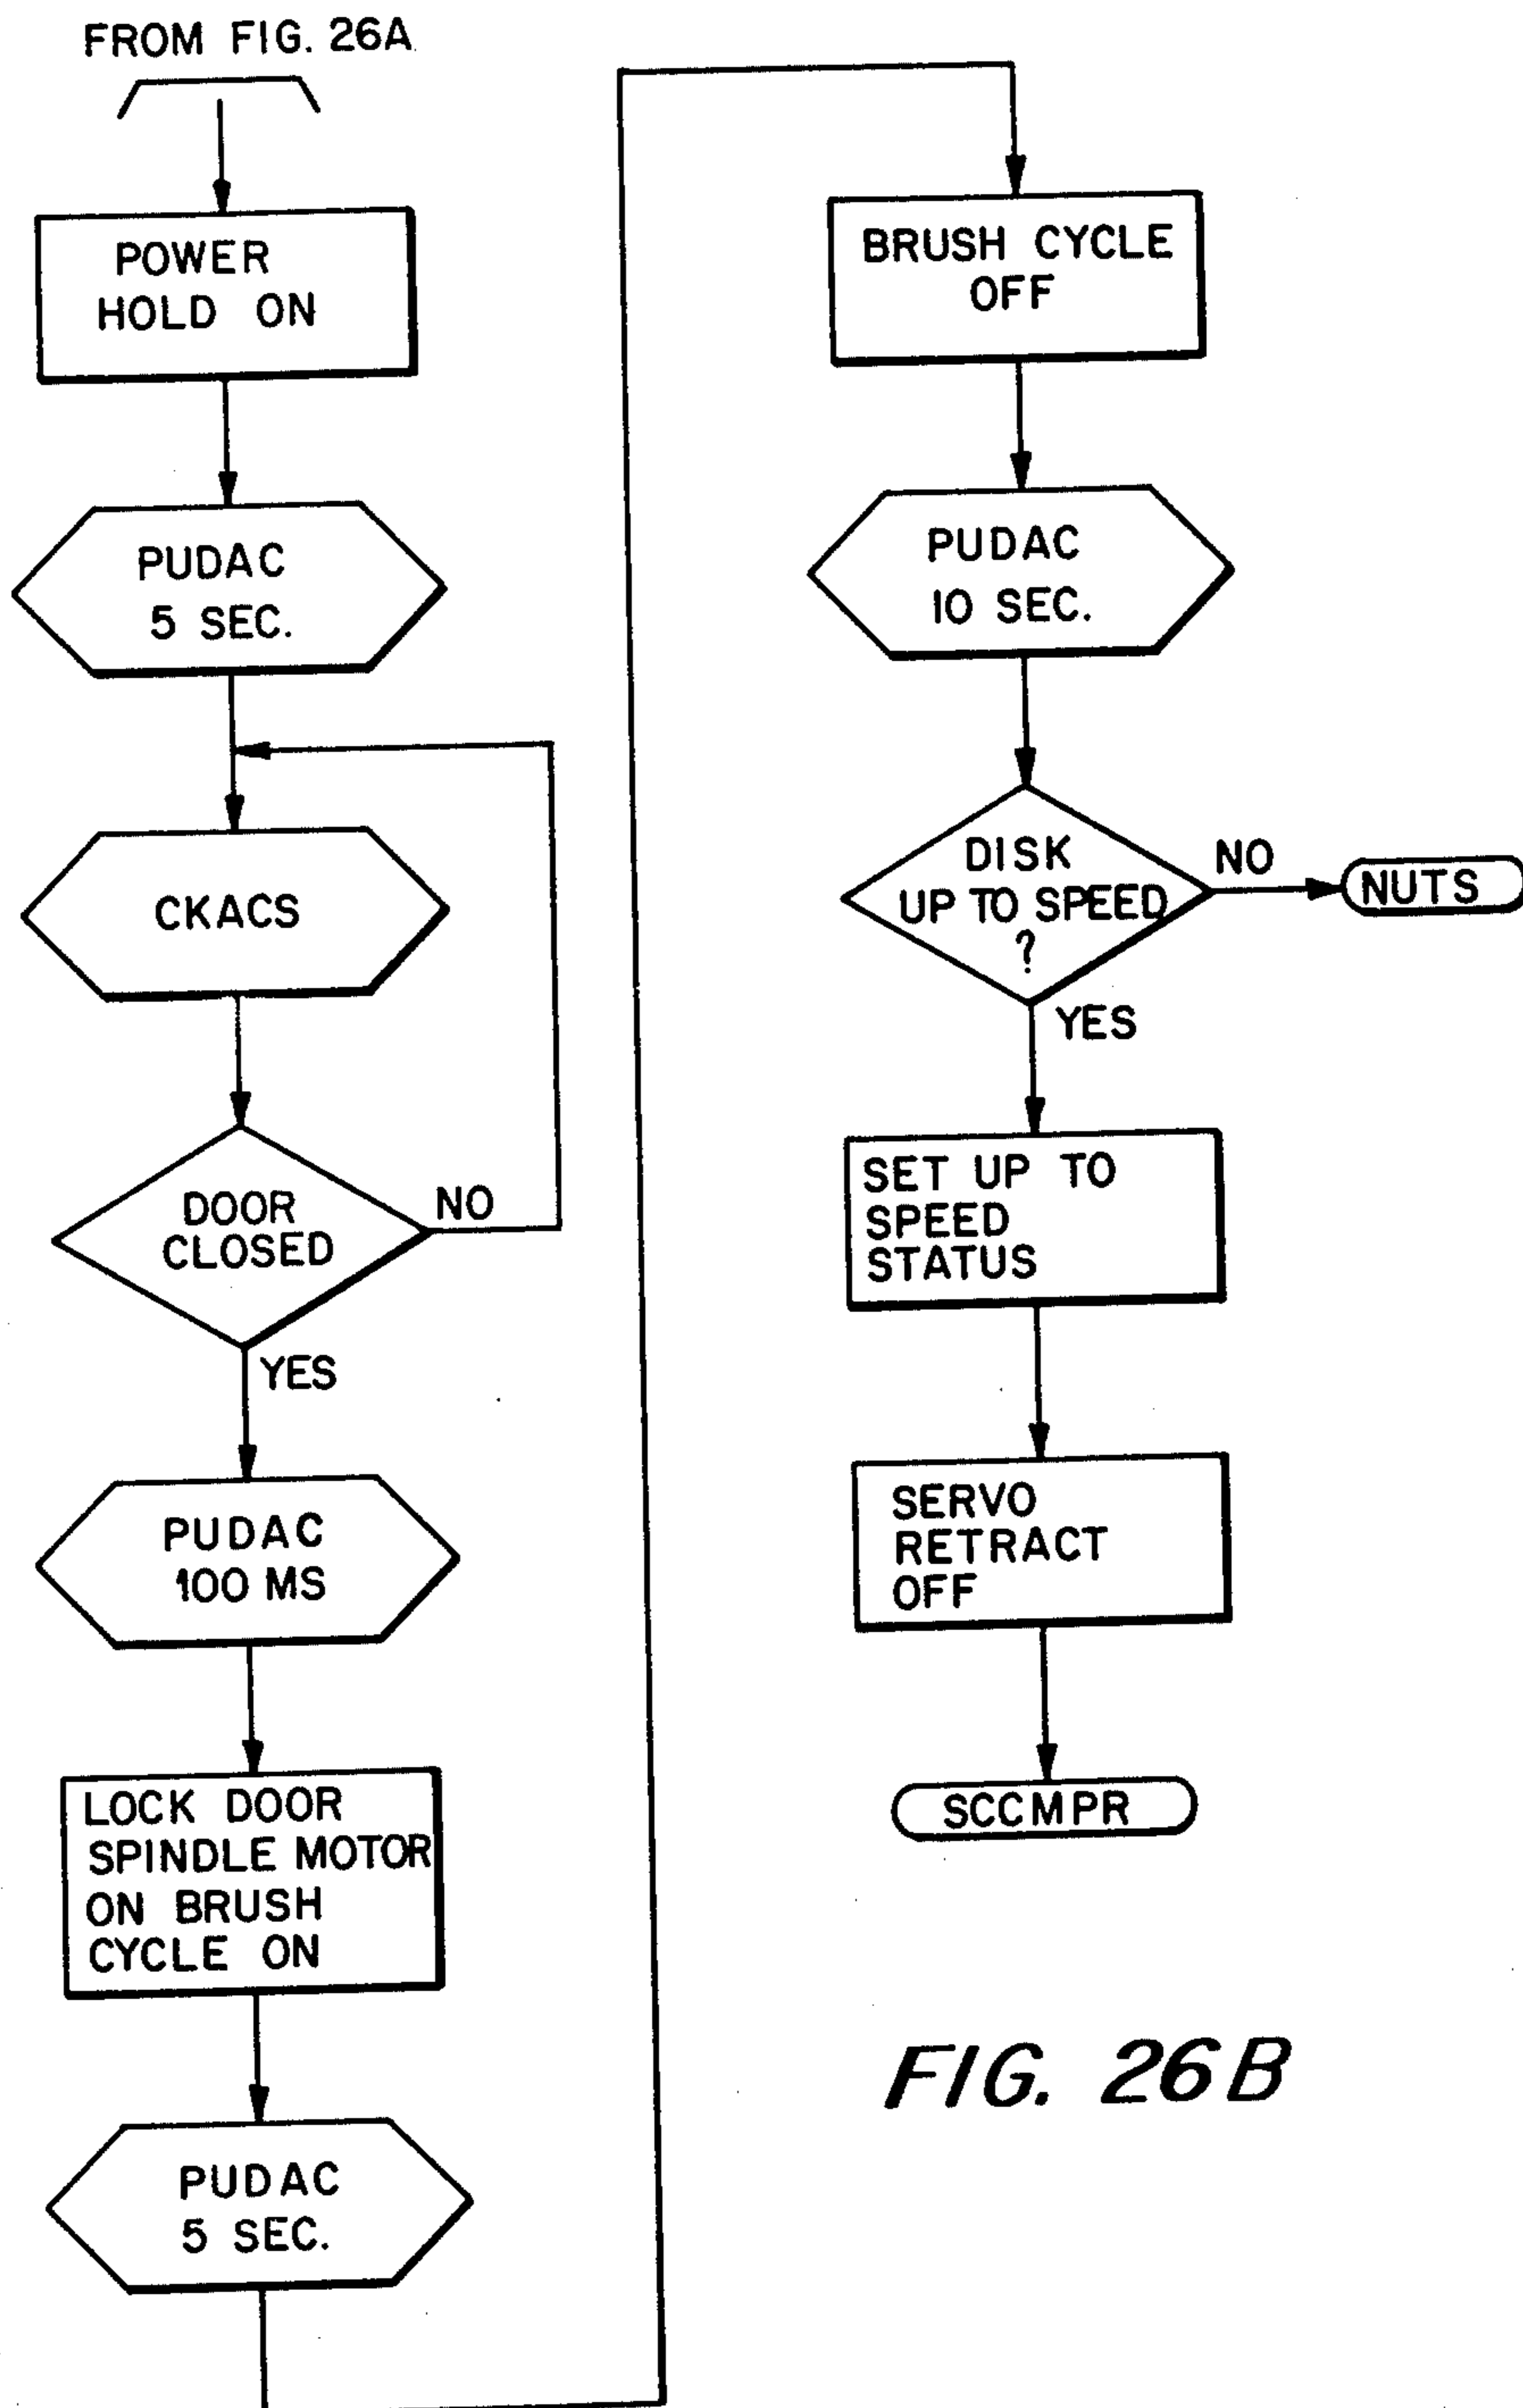 FROM FIG. 26A
POWER
HOLD ON
PUDAC
5 SEC.
CKACS
DOOR
CLOSED
NO
YES
PUDAC
100 MS
LOCK DOOR
SPINDLE MOTOR
ON BRUSH
CYCLE ON
PUDAC
5 SEC.
BRUSH CYCLE
OFF
PUDAC
10 SEC.
DISK
UP TO SPEED
?
NO
NUTS
YES
SET UP TO
SPEED
STATUS
SERVO
RETRACT
OFF
SCCMPR
FIG. 26B